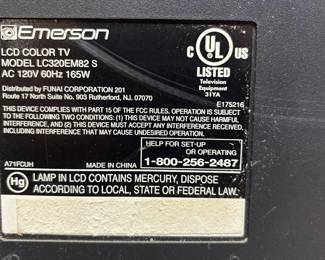 Emerson
LCD COLOR TV
MODEL LC320EM82 S
AC 120V 60Hz 165W
C UL US
LISTED
Television
Equipment
31YA
Distributed by FUNAI CORPORATION 201
Route 17 North Suite No. 903 Rutherford, NJ, 07070
E175216
THIS DEVICE COMPLIES WITH PART 15 OF THE FCC RULES. OPERATION IS SUBJECT
TO THE FOLLOWING TWO CONDITIONS: (1) THIS DEVICE MAY NOT CAUSE HARMFUL
INTERFERENCE, AND (2) THIS DEVICE MUST ACCEPT ANY INTERFERENCE RECEIVED,
INCLUDING INTERFERENCE THAT MAY CAUSE UNDESIRED OPERATION.
HELP FOR SET-UP
OR OPERATING
A71FCUH
MADE IN CHINA
1-800-256-2487
Hg
LAMP IN LCD CONTAINS MERCURY, DISPOSE
ACCORDING TO LOCAL, STATE OR FEDERAL LAW.